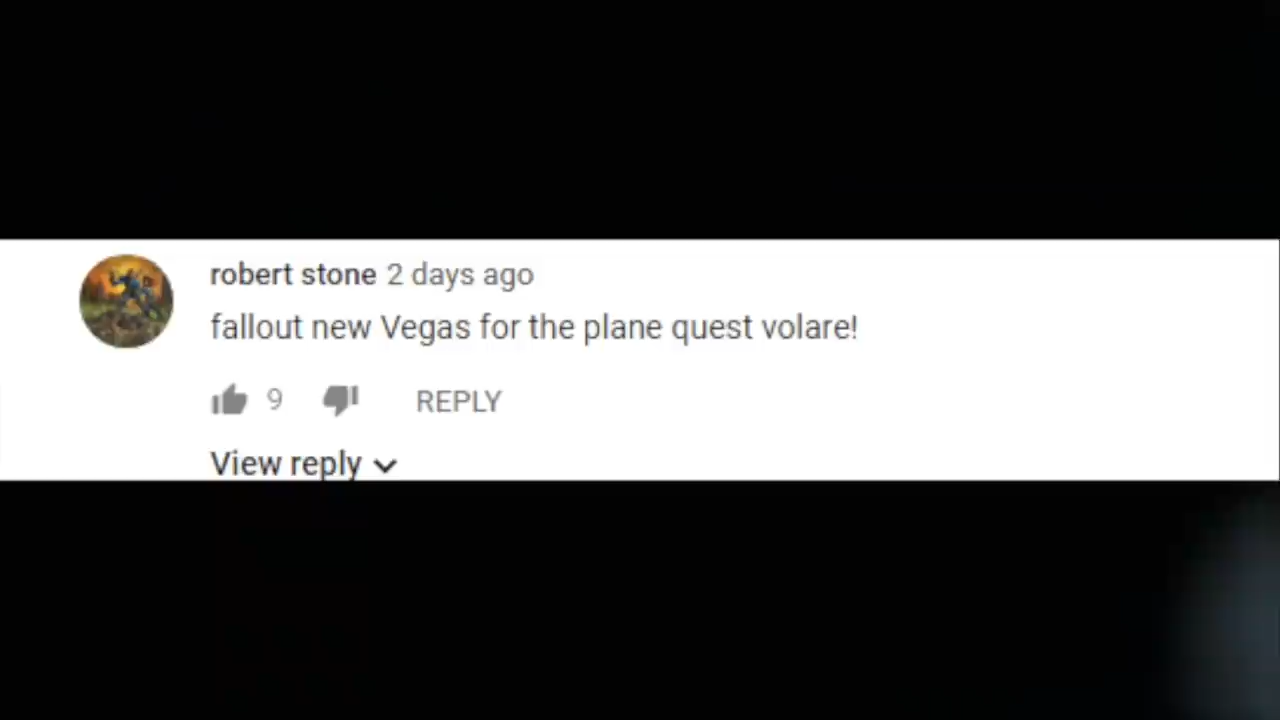 robert stone 2 days ago
fallout new Vegas for the plane quest volare!
9 REPLY
View reply